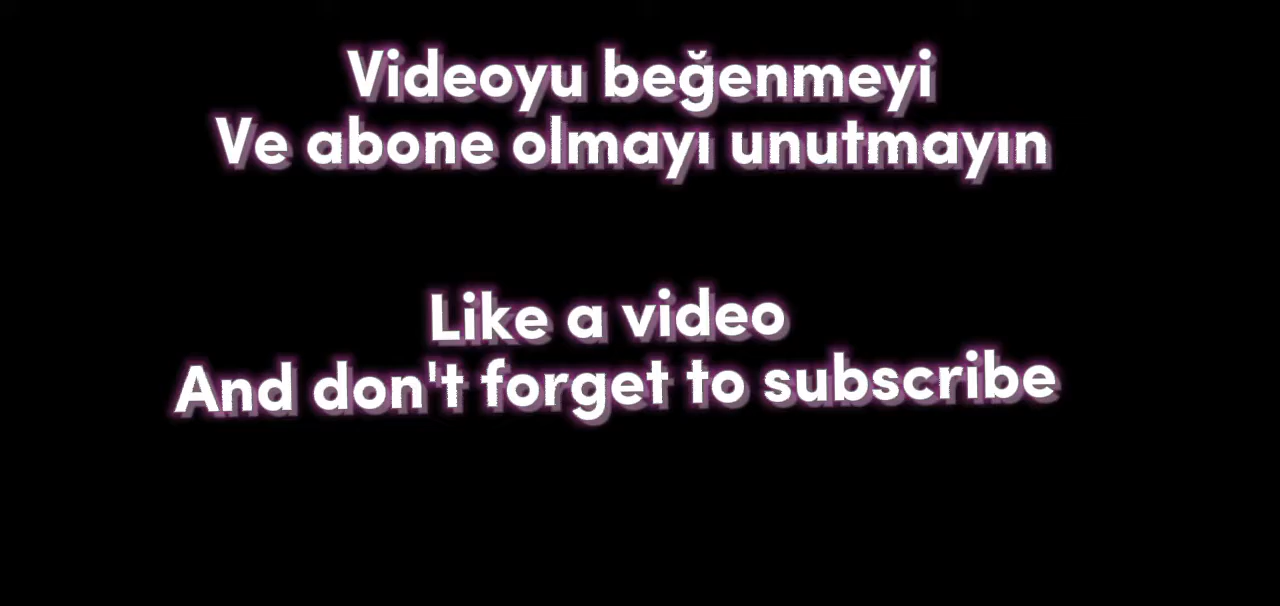 Videoyu beğenmeyi
Ve abone olmayı unutmayın
Like a video
And don't forget to subscribe